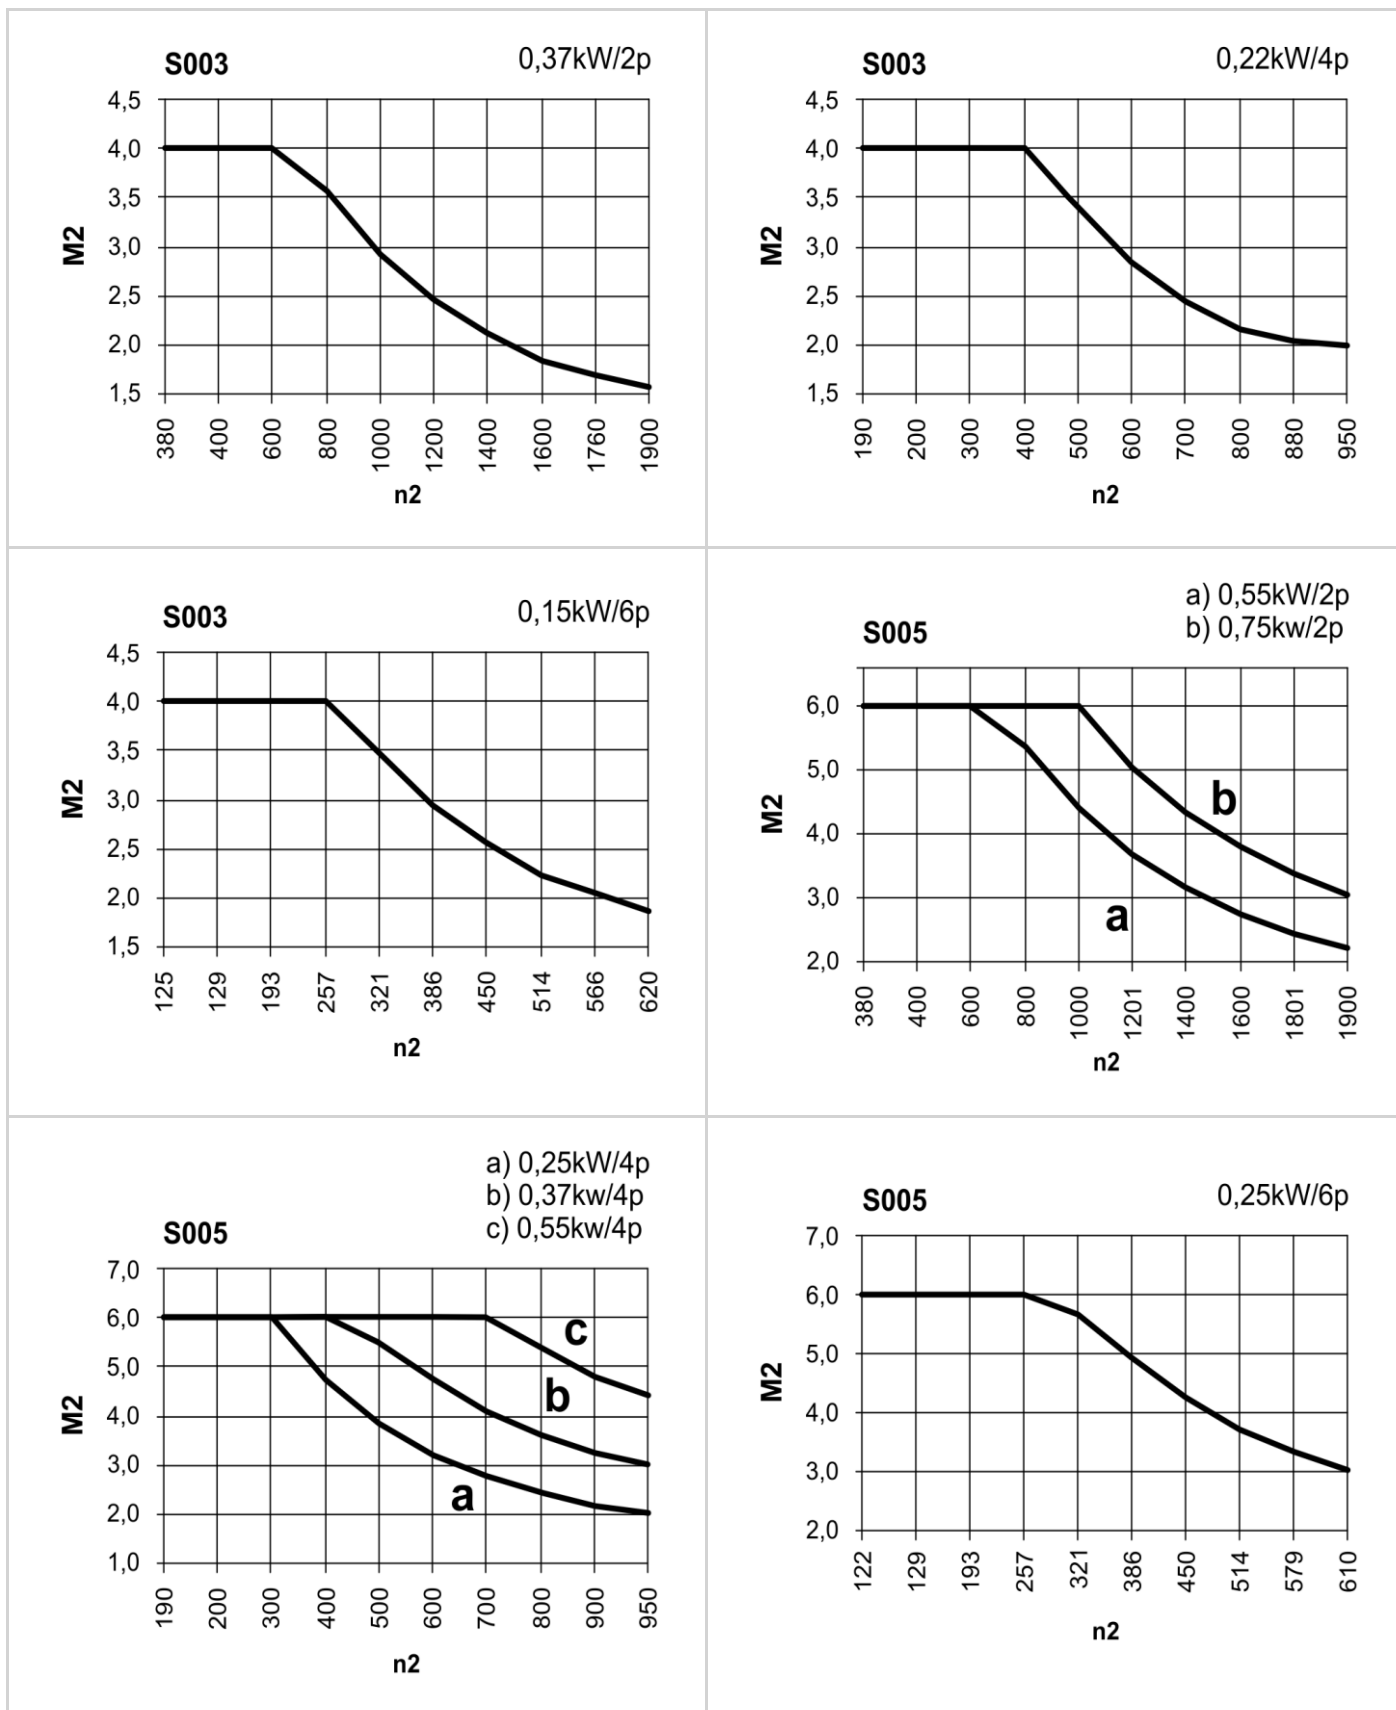 S003
0,37kW/2p
4,5
4,0
3,5
3,0
2,5
2,0
1,5
M2
380 400 600 800 1000 1200 1400 1600 1760 1900
n2
S003
0,22kW/4p
4,5
4,0
3,5
3,0
2,5
2,0
1,5
M2
190 200 300 400 500 600 700 800 880 950
n2
S003
0,15kW/6p
4,5
4,0
3,5
3,0
2,5
2,0
1,5
M2
125 129 193 257 321 386 450 514 566 620
n2
a) 0,55kW/2p
b) 0,75kw/2p
S005
6,0
5,0
4,0
3,0
2,0
M2
b
a
380 400 600 800 1000 1201 1400 1600 1801 1900
n2
a) 0,25kW/4p
b) 0,37kw/4p
c) 0,55kw/4p
S005
7,0
6,0
5,0
4,0
3,0
2,0
1,0
M2
c
b
a
190 200 300 400 500 600 700 800 900 950
n2
S005
0,25kW/6p
7,0
6,0
5,0
4,0
3,0
2,0
M2
122 129 193 257 321 386 450 514 579 610
n2